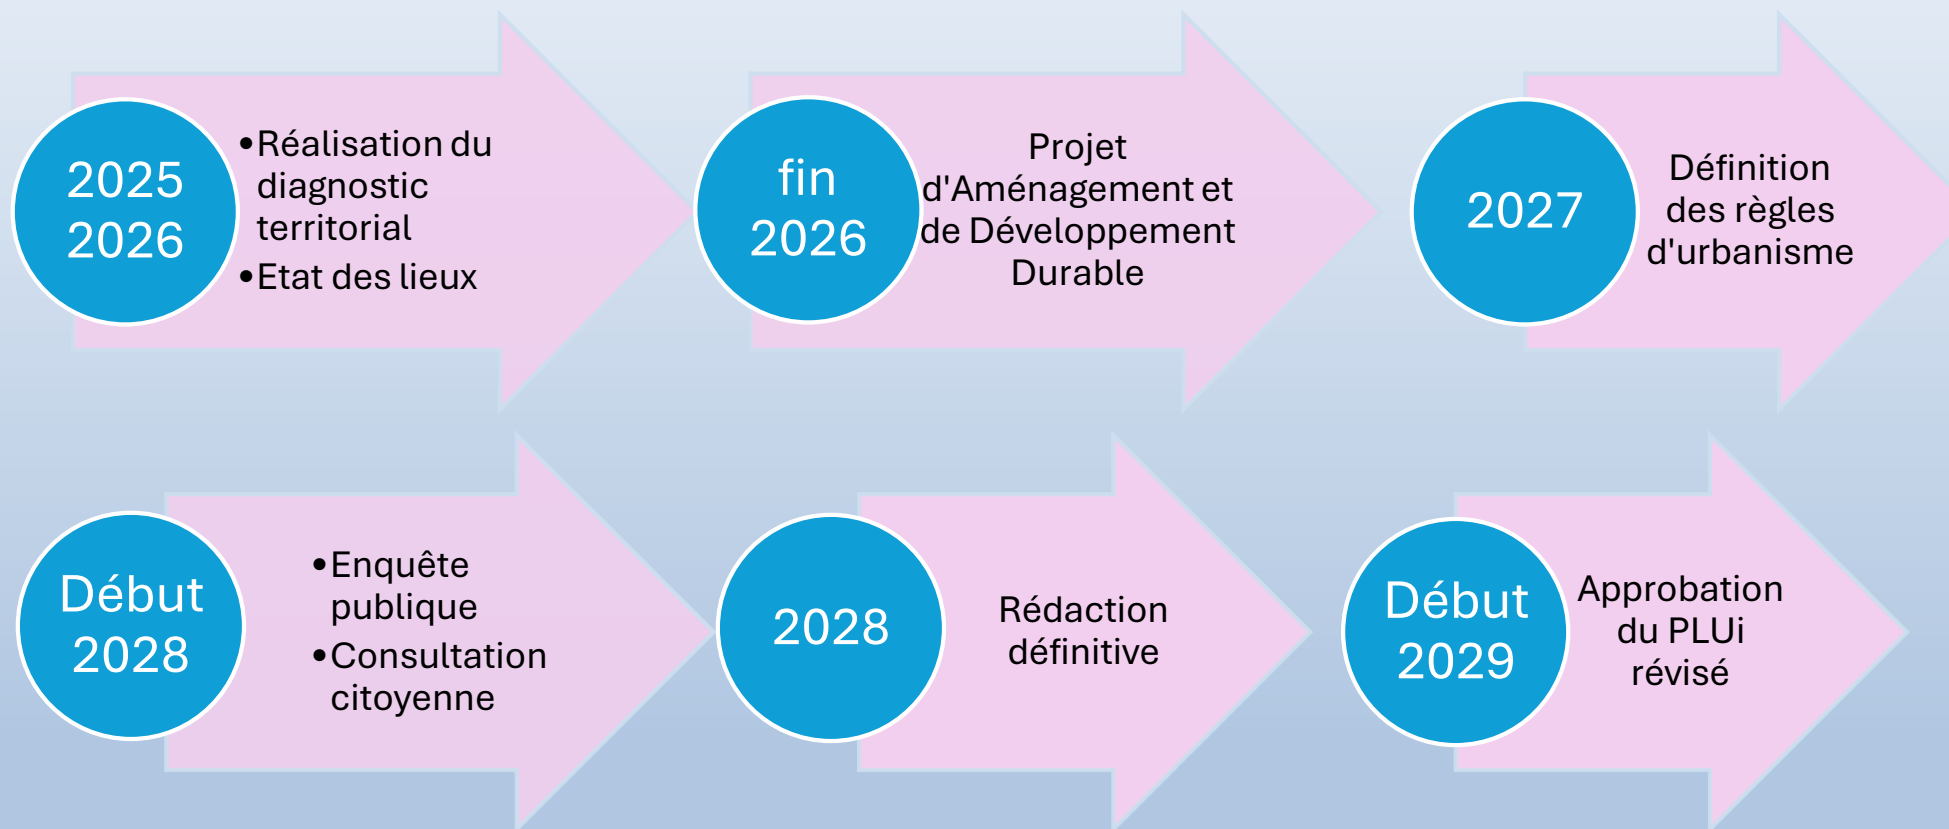 2025
2026
•Réalisation du
diagnostic
territorial
•Etat des lieux
fin
2026
Projet
d'Aménagement et
de Développement
Durable
2027
Définition
des règles
d'urbanisme
Début
2028
•Enquête
publique
•Consultation
citoyenne
2028
Rédaction
définitive
Début
2029
Approbation
du PLUi
révisé